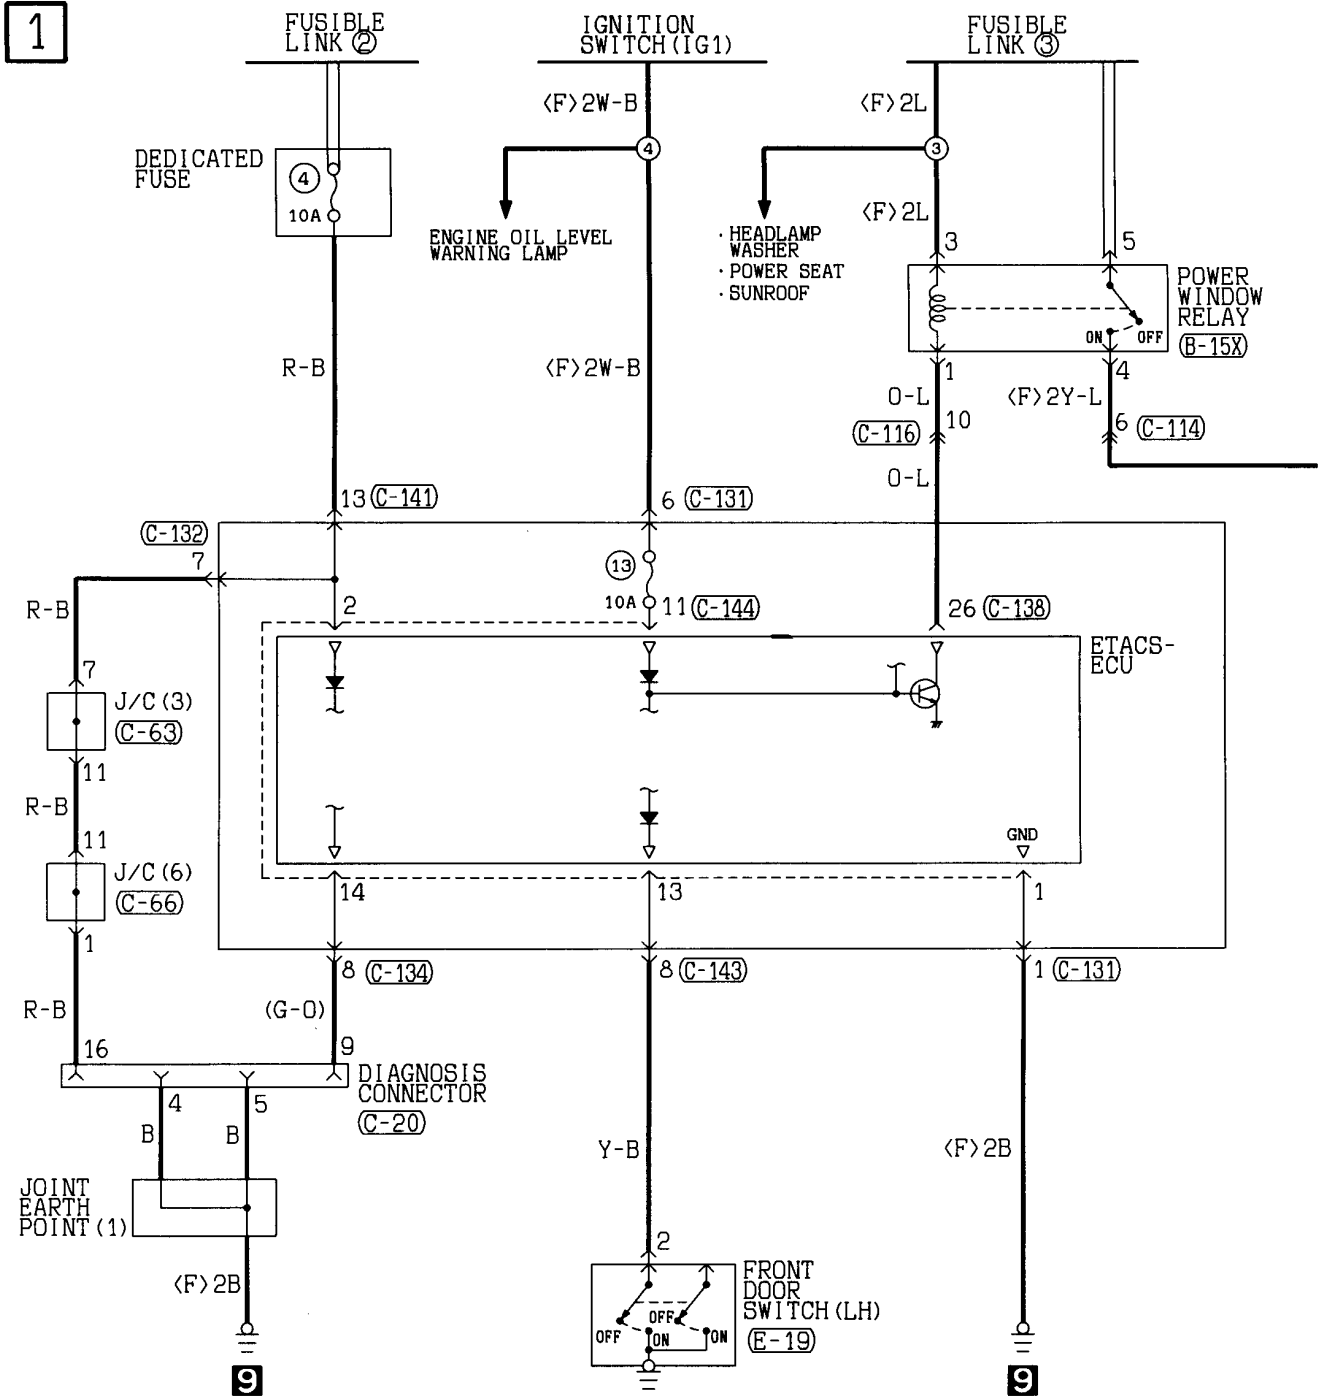 1
FUSIBLE
LINK ②
IGNITION
SWITCH(IG1)
FUSIBLE
LINK ③
<F>2W-B
<F>2L
4
3
DEDICATED
FUSE
4
10A
ENGINE OIL LEVEL
WARNING LAMP
<F>2L
· HEADLAMP
WASHER
· POWER SEAT
· SUNROOF
3
5
POWER
WINDOW
RELAY
(B-15X)
ON
OFF
R-B
<F>2W-B
1
4
O-L
<F>2Y-L
10
(C-116)
6
(C-114)
O-L
13
(C-141)
6
(C-131)
(C-132)
7
13
10A
2
11
(C-144)
26
(C-138)
R-B
ETACS-
ECU
7
J/C(3)
(C-63)
11
R-B
11
J/C(6)
(C-66)
1
GND
14
13
1
8
(C-134)
8
(C-143)
1
(C-131)
R-B
(G-O)
16
9
DIAGNOSIS
CONNECTOR
(C-20)
4
5
B
B
Y-B
<F>2B
JOINT
EARTH
POINT(1)
<F>2B
9
2
FRONT
DOOR
SWITCH(LH)
(E-19)
OFF
OFF
ON
ON
9